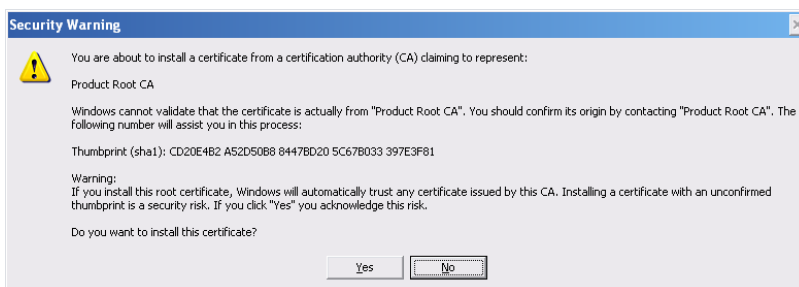 Security Warning
You are about to install a certificate from a certification authority (CA) claiming to represent:
Product Root CA
Windows cannot validate that the certificate is actually from "Product Root CA". You should confirm its origin by contacting "Product Root CA". The
following number will assist you in this process:
Thumbprint (sha1): CD20E4B2 A52D50B8 8447BD20 5C67B033 397E3F81
Warning:
If you install this root certificate, Windows will automatically trust any certificate issued by this CA. Installing a certificate with an unconfirmed
thumbprint is a security risk. If you click "Yes" you acknowledge this risk.
Do you want to install this certificate?
Yes
No